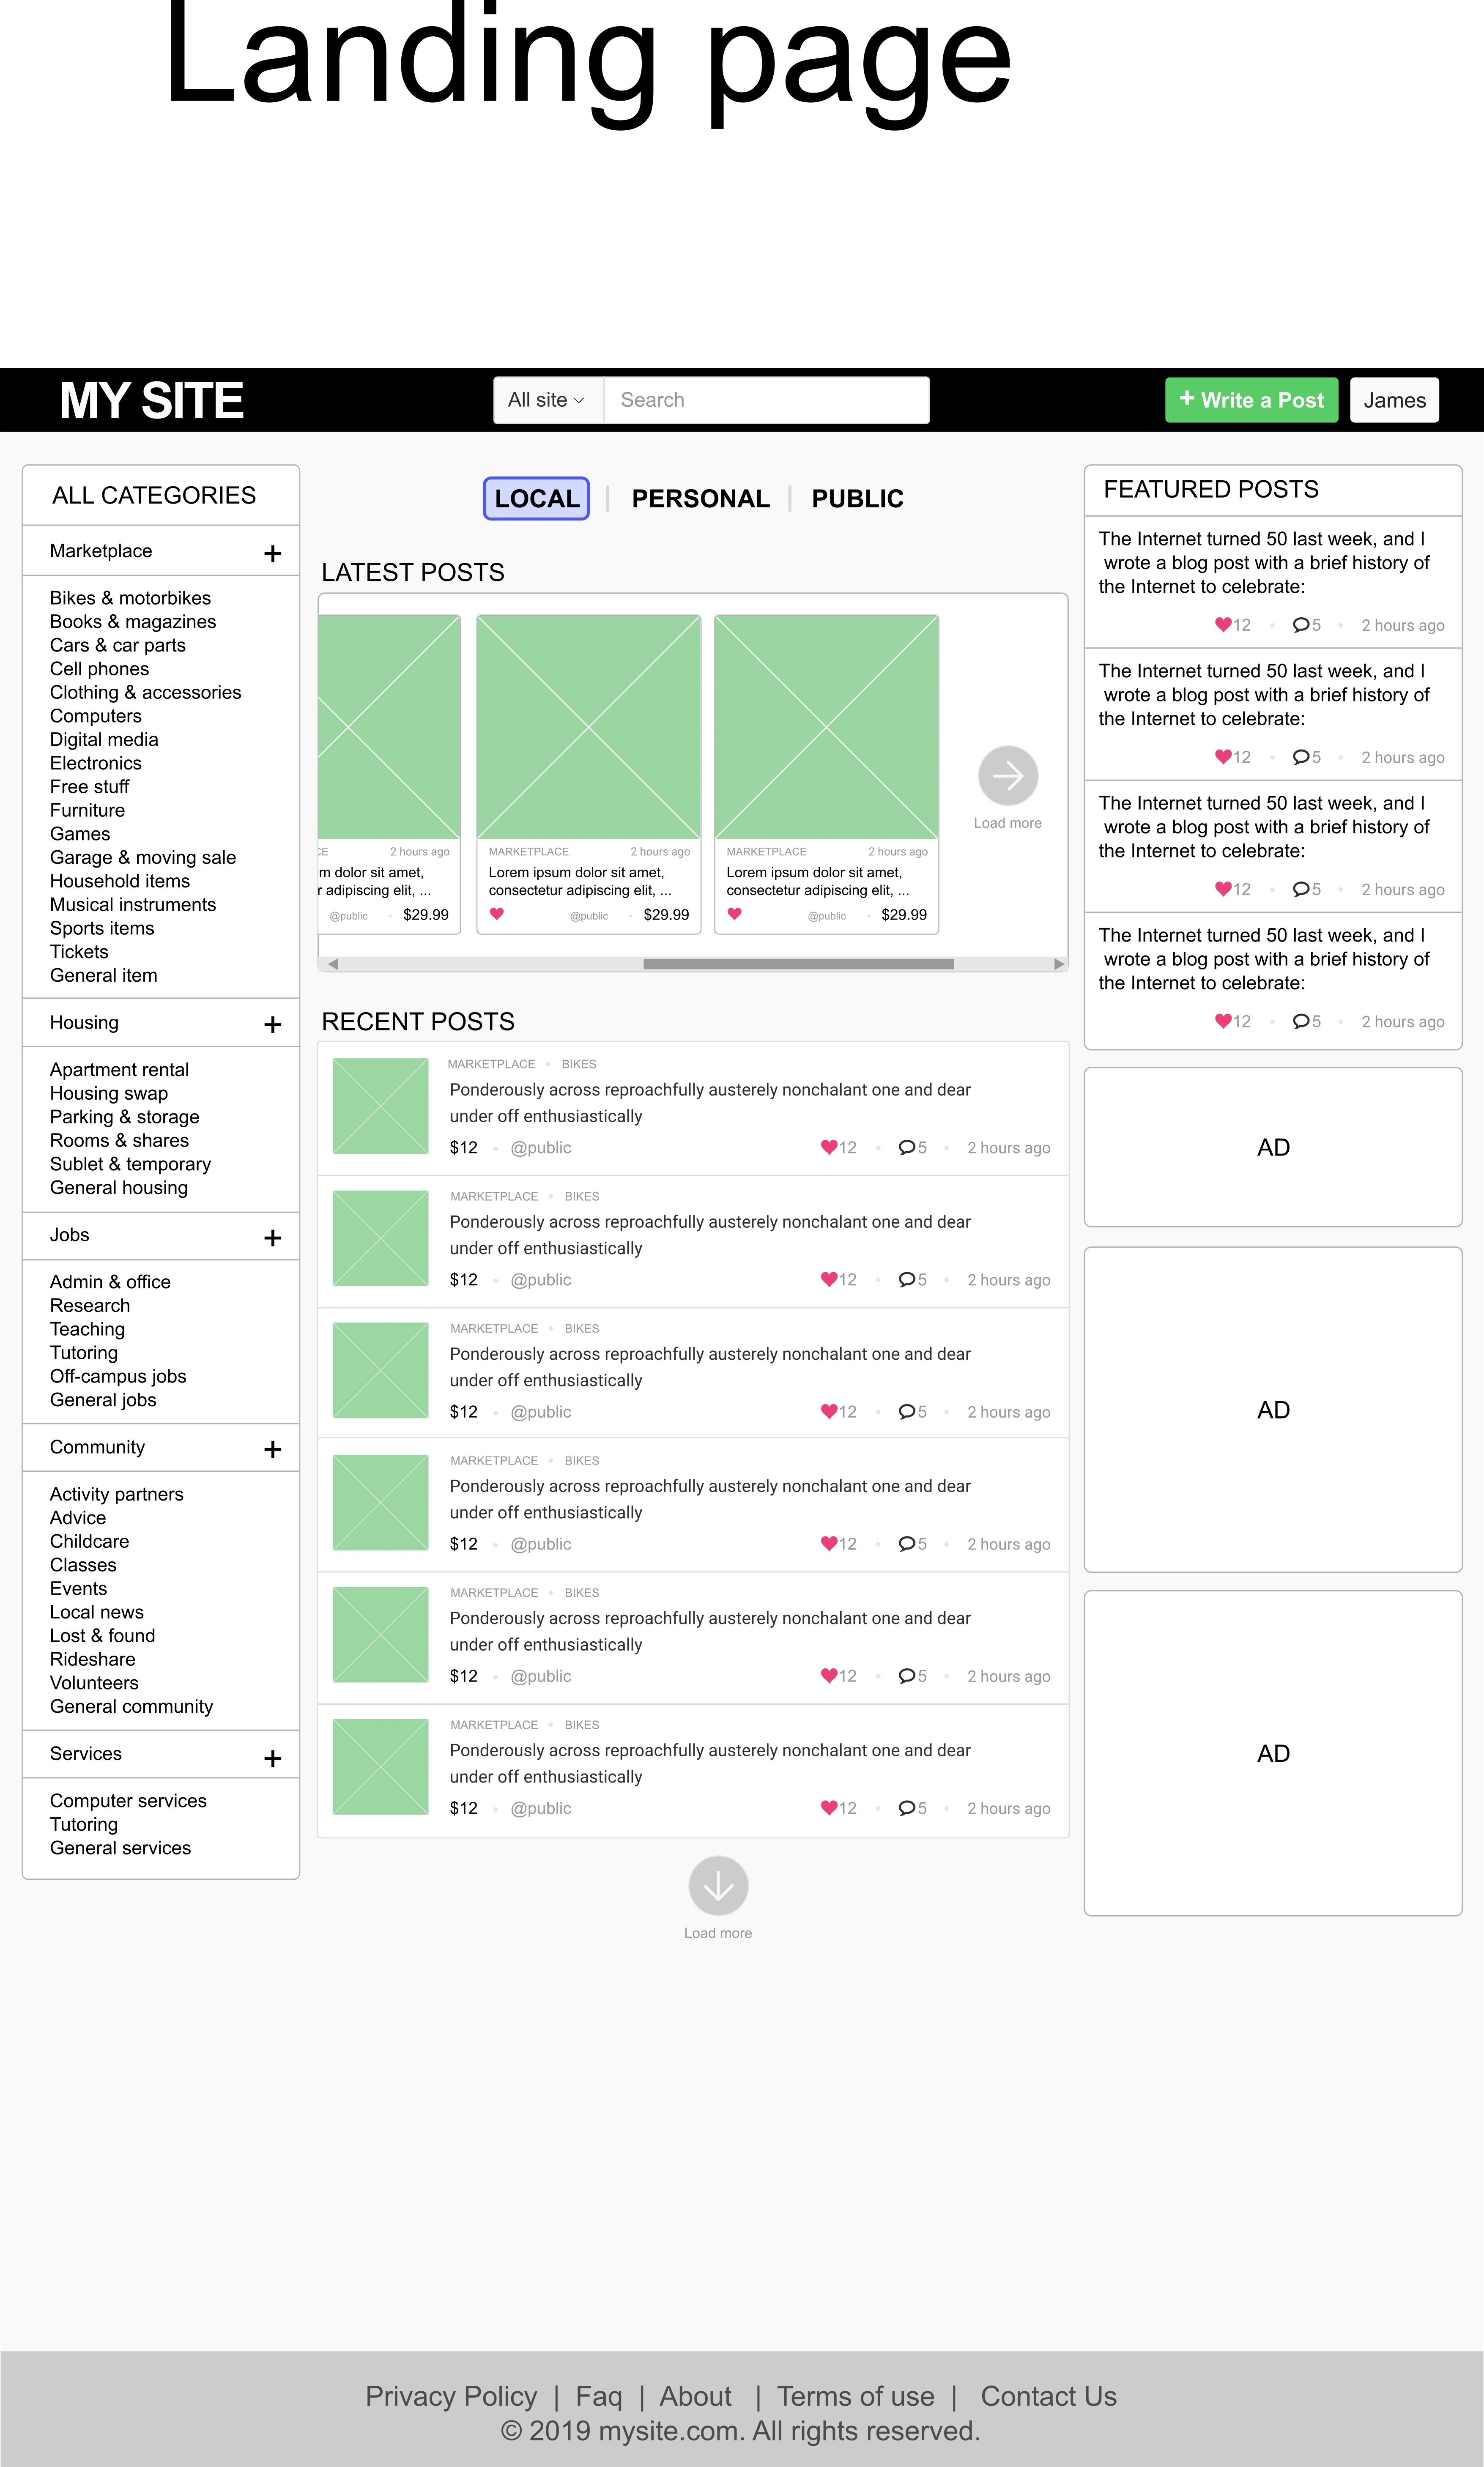 Landing page
MY SITE
All site
Search
+ Write a Post
James
ALL CATEGORIES
Marketplace +
Bikes & motorbikes
Books & magazines
Cars & car parts
Cell phones
Clothing & accessories
Computers
Digital media
Electronics
Free stuff
Furniture
Games
Garage & moving sale
Household items
Musical instruments
Sports items
Tickets
General item
Housing +
Apartment rental
Housing swap
Parking & storage
Rooms & shares
Sublet & temporary
General housing
Jobs +
Admin & office
Research
Teaching
Tutoring
Off-campus jobs
General jobs
Community +
Activity partners
Advice
Childcare
Classes
Events
Local news
Lost & found
Rideshare
Volunteers
General community
Services +
Computer services
Tutoring
General services
LOCAL | PERSONAL | PUBLIC
LATEST POSTS
CE 2 hours ago
m dolor sit amet,
r adipiscing elit, ...
@public • $29.99
MARKETPLACE 2 hours ago
Lorem ipsum dolor sit amet,
consectetur adipiscing elit, ...
@public • $29.99
MARKETPLACE 2 hours ago
Lorem ipsum dolor sit amet,
consectetur adipiscing elit, ...
@public • $29.99
Load more
RECENT POSTS
MARKETPLACE • BIKES
Ponderously across reproachfully austerely nonchalant one and dear
under off enthusiastically
$12 • @public 12 • 5 • 2 hours ago
MARKETPLACE • BIKES
Ponderously across reproachfully austerely nonchalant one and dear
under off enthusiastically
$12 • @public 12 • 5 • 2 hours ago
MARKETPLACE • BIKES
Ponderously across reproachfully austerely nonchalant one and dear
under off enthusiastically
$12 • @public 12 • 5 • 2 hours ago
MARKETPLACE • BIKES
Ponderously across reproachfully austerely nonchalant one and dear
under off enthusiastically
$12 • @public 12 • 5 • 2 hours ago
MARKETPLACE • BIKES
Ponderously across reproachfully austerely nonchalant one and dear
under off enthusiastically
$12 • @public 12 • 5 • 2 hours ago
MARKETPLACE • BIKES
Ponderously across reproachfully austerely nonchalant one and dear
under off enthusiastically
$12 • @public 12 • 5 • 2 hours ago
Load more
FEATURED POSTS
The Internet turned 50 last week, and I
wrote a blog post with a brief history of
the Internet to celebrate:
12 • 5 • 2 hours ago
The Internet turned 50 last week, and I
wrote a blog post with a brief history of
the Internet to celebrate:
12 • 5 • 2 hours ago
The Internet turned 50 last week, and I
wrote a blog post with a brief history of
the Internet to celebrate:
12 • 5 • 2 hours ago
The Internet turned 50 last week, and I
wrote a blog post with a brief history of
the Internet to celebrate:
12 • 5 • 2 hours ago
AD
AD
AD
Privacy Policy | Faq | About | Terms of use | Contact Us
© 2019 mysite.com. All rights reserved.